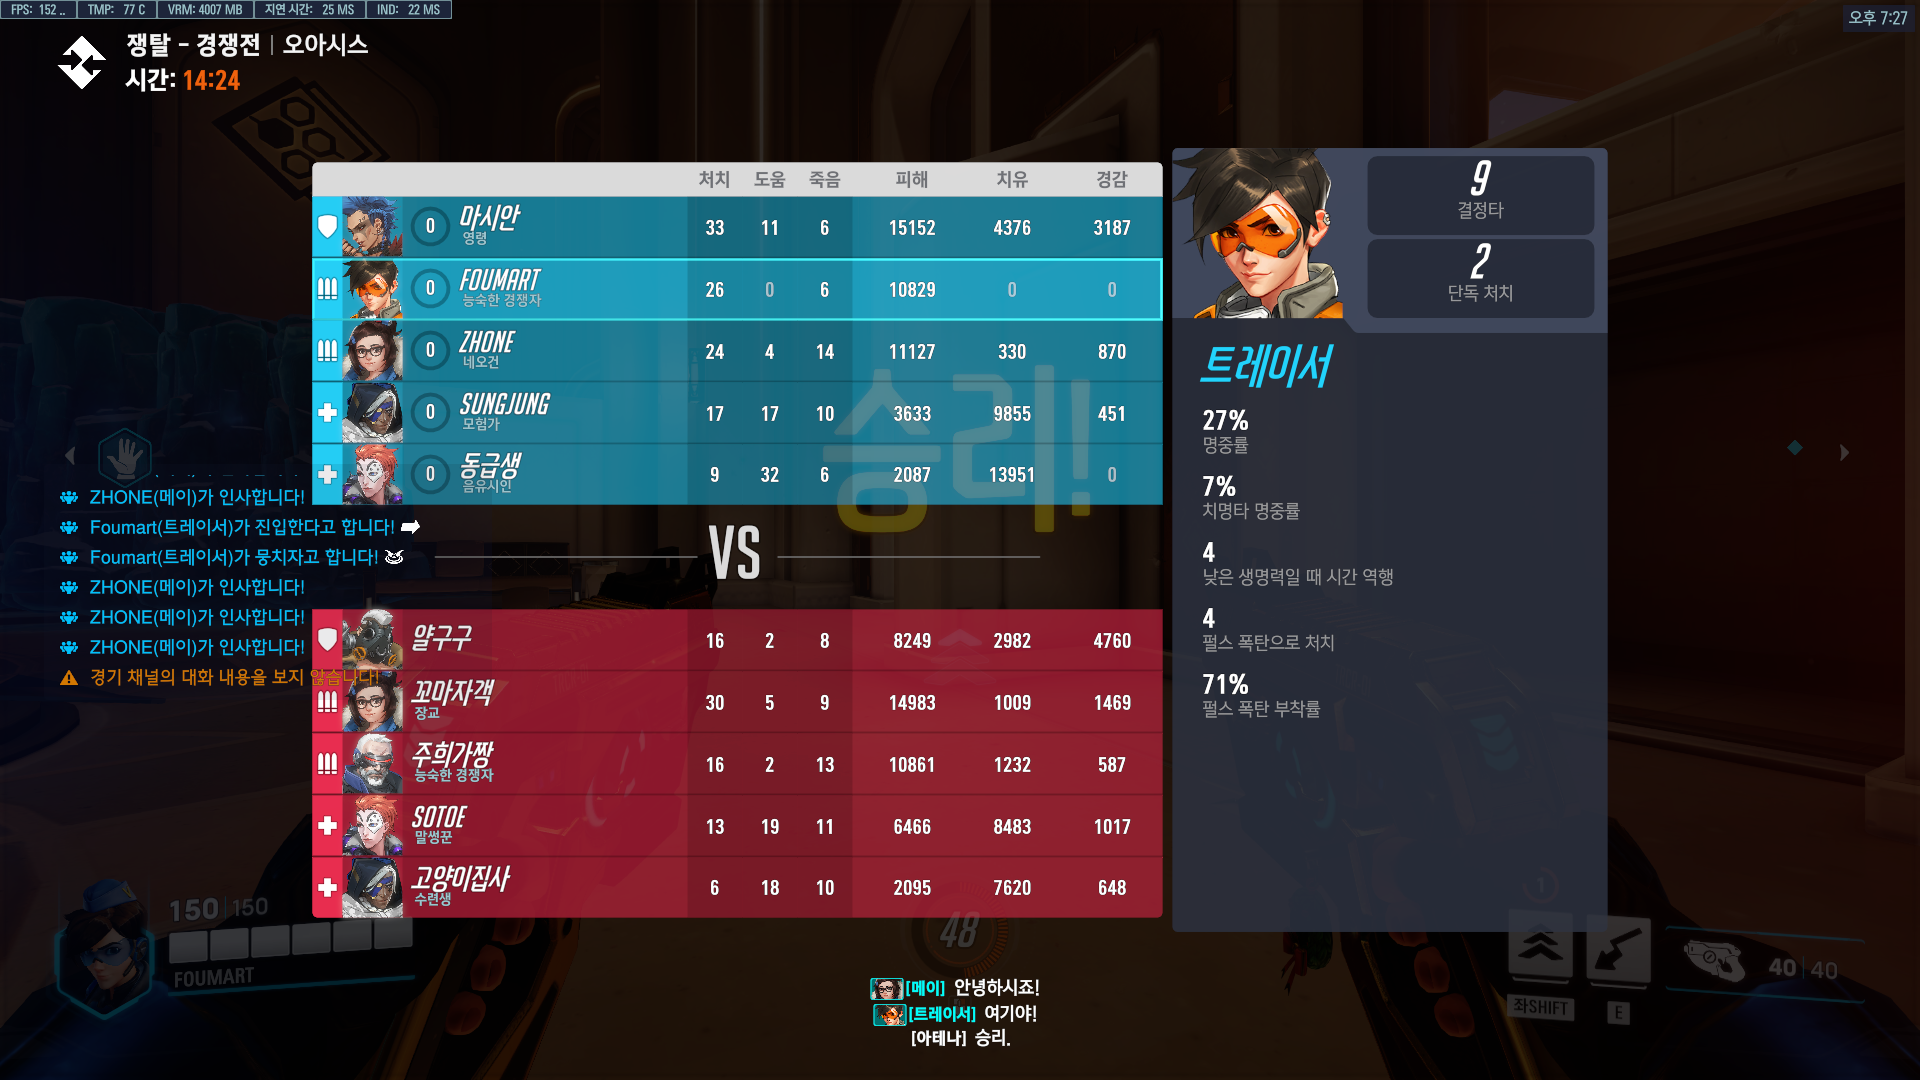 FPS: 152 .. TMP: 77 C VRM: 4007 MB 지연 시간: 25 MS IND: 22 MS
오후 7:27
쟁탈 - 경쟁전 | 오아시스
시간: 14:24
처치 도움 죽음 피해 치유 경감
0 마시안 33 11 6 15152 4376 3187
영령
0 FOUMART 26 0 6 10829 0 0
능숙한 경쟁자
0 ZHONE 24 4 14 11127 330 870
네오건
0 SUNGJUNG 17 17 10 3633 9855 451
모험가
0 동급생 9 32 6 2087 13951 0
음유시인
승리!
VS
얄구구 16 2 8 8249 2982 4760
꼬마자객 30 5 9 14983 1009 1469
장교
주희가짱 16 2 13 10861 1232 587
능숙한 경쟁자
SOTOE 13 19 11 6466 8483 1017
말썽꾼
고양이집사 6 18 10 2095 7620 648
수련생
9
결정타
2
단독 처치
트레이서
27%
명중률
7%
치명타 명중률
4
낮은 생명력일 때 시간 역행
4
펄스 폭탄으로 처치
71%
펄스 폭탄 부착률
ZHONE(메이)가 인사합니다!
Foumart(트레이서)가 진입한다고 합니다!
Foumart(트레이서)가 뭉치자고 합니다!
ZHONE(메이)가 인사합니다!
ZHONE(메이)가 인사합니다!
ZHONE(메이)가 인사합니다!
경기 채널의 대화 내용을 보지 않습니다!
150 | 150
FOUMART
48
[메이] 안녕하시죠!
[트레이서] 여기야!
[아테나] 승리.
1
좌SHIFT
E
40 | 40